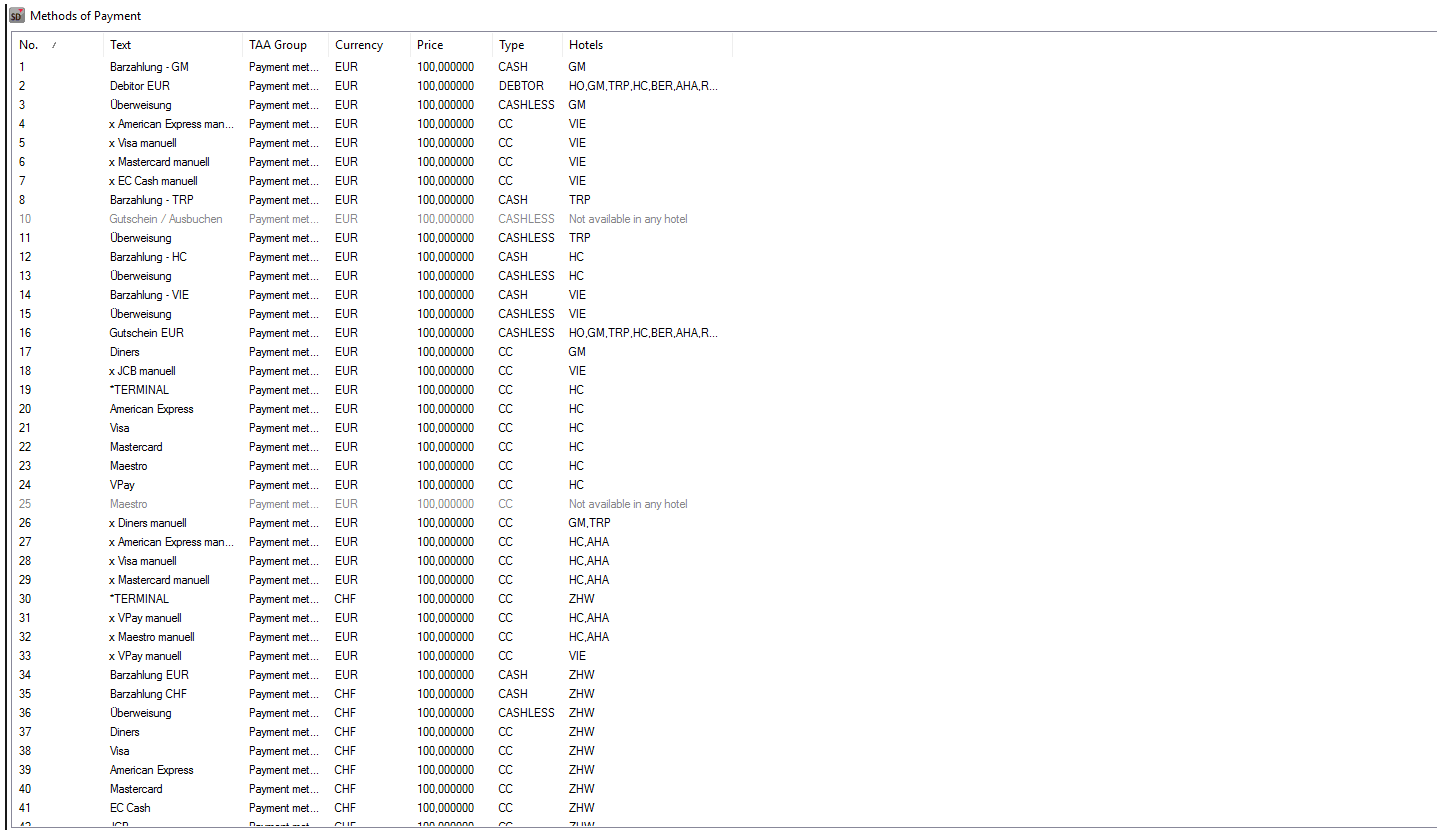 SD
Methods of Payment
No. / Text TAA Group Currency Price Type Hotels
1 Barzahlung - GM Payment met... EUR 100,000000 CASH GM
2 Debitor EUR Payment met... EUR 100,000000 DEBTOR HO,GM,TRP,HC,BER,AHA,R...
3 Überweisung Payment met... EUR 100,000000 CASHLESS GM
4 x American Express man... Payment met... EUR 100,000000 CC VIE
5 x Visa manuell Payment met... EUR 100,000000 CC VIE
6 x Mastercard manuell Payment met... EUR 100,000000 CC VIE
7 x EC Cash manuell Payment met... EUR 100,000000 CC VIE
8 Barzahlung - TRP Payment met... EUR 100,000000 CASH TRP
10 Gutschein / Ausbuchen Payment met... EUR 100,000000 CASHLESS Not available in any hotel
11 Überweisung Payment met... EUR 100,000000 CASHLESS TRP
12 Barzahlung - HC Payment met... EUR 100,000000 CASH HC
13 Überweisung Payment met... EUR 100,000000 CASHLESS HC
14 Barzahlung - VIE Payment met... EUR 100,000000 CASH VIE
15 Überweisung Payment met... EUR 100,000000 CASHLESS VIE
16 Gutschein EUR Payment met... EUR 100,000000 CASHLESS HO,GM,TRP,HC,BER,AHA,R...
17 Diners Payment met... EUR 100,000000 CC GM
18 x JCB manuell Payment met... EUR 100,000000 CC VIE
19 *TERMINAL Payment met... EUR 100,000000 CC HC
20 American Express Payment met... EUR 100,000000 CC HC
21 Visa Payment met... EUR 100,000000 CC HC
22 Mastercard Payment met... EUR 100,000000 CC HC
23 Maestro Payment met... EUR 100,000000 CC HC
24 VPay Payment met... EUR 100,000000 CC HC
25 Maestro Payment met... EUR 100,000000 CC Not available in any hotel
26 x Diners manuell Payment met... EUR 100,000000 CC GM,TRP
27 x American Express man... Payment met... EUR 100,000000 CC HC,AHA
28 x Visa manuell Payment met... EUR 100,000000 CC HC,AHA
29 x Mastercard manuell Payment met... EUR 100,000000 CC HC,AHA
30 *TERMINAL Payment met... CHF 100,000000 CC ZHW
31 x VPay manuell Payment met... EUR 100,000000 CC HC,AHA
32 x Maestro manuell Payment met... EUR 100,000000 CC HC,AHA
33 x VPay manuell Payment met... EUR 100,000000 CC VIE
34 Barzahlung EUR Payment met... EUR 100,000000 CASH ZHW
35 Barzahlung CHF Payment met... CHF 100,000000 CASH ZHW
36 Überweisung Payment met... CHF 100,000000 CASHLESS ZHW
37 Diners Payment met... CHF 100,000000 CC ZHW
38 Visa Payment met... CHF 100,000000 CC ZHW
39 American Express Payment met... CHF 100,000000 CC ZHW
40 Mastercard Payment met... CHF 100,000000 CC ZHW
41 EC Cash Payment met... CHF 100,000000 CC ZHW